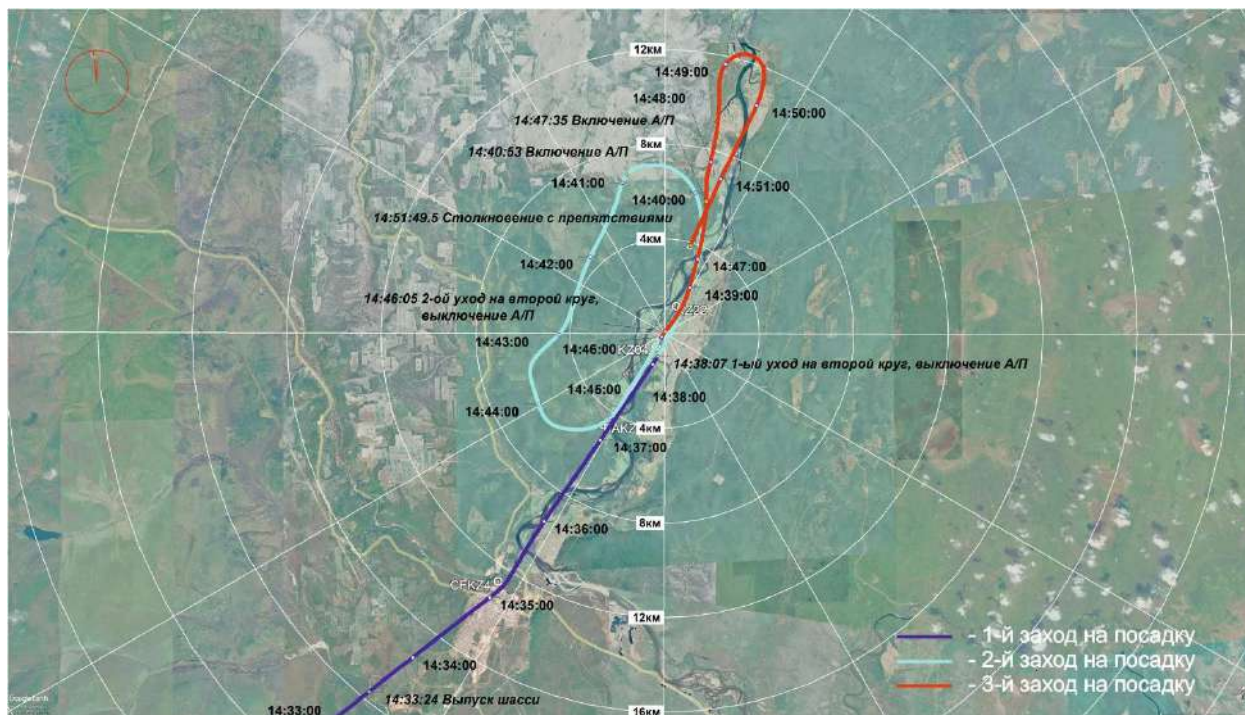 12км
14:49:00
14:48:00
14:50:00
14:47:35 Включение А/П
8км
14:40:53 Включение А/П
14:41:00
14:51:00
14:40:00
14:51:49.5 Столкновение с препятствиями
4км
14:42:00
14:47:00
14:46:05 2-ой уход на второй круг,
выключение А/П
14:39:00
14:43:00
14:46:00
KZ04
14:38:07 1-ый уход на второй круг, выключение А/П
14:45:00
14:38:00
14:44:00
4км
14:37:00
8км
14:36:00
CFKZ4
14:35:00
12км
- 1-й заход на посадку
14:34:00
- 2-й заход на посадку
14:33:24 Выпуск шасси
- 3-й заход на посадку
14:33:00
16км